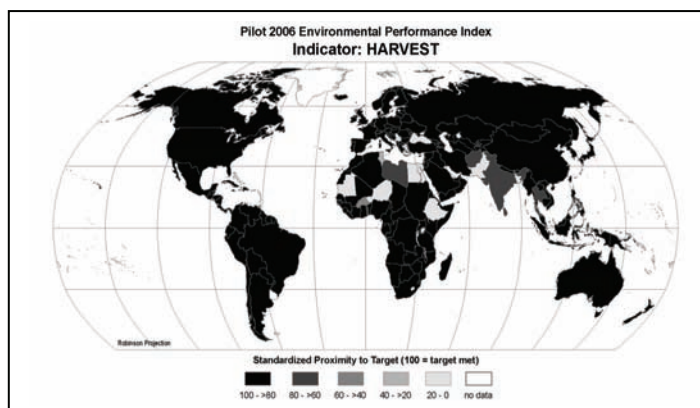 Pilot 2006 Environmental Performance Index
Indicator: HARVEST
Robinson Projection
Standardized Proximity to Target (100 = target met)
100 - >80 80 - >60 60 - >40 40 - >20 20 - 0 no data